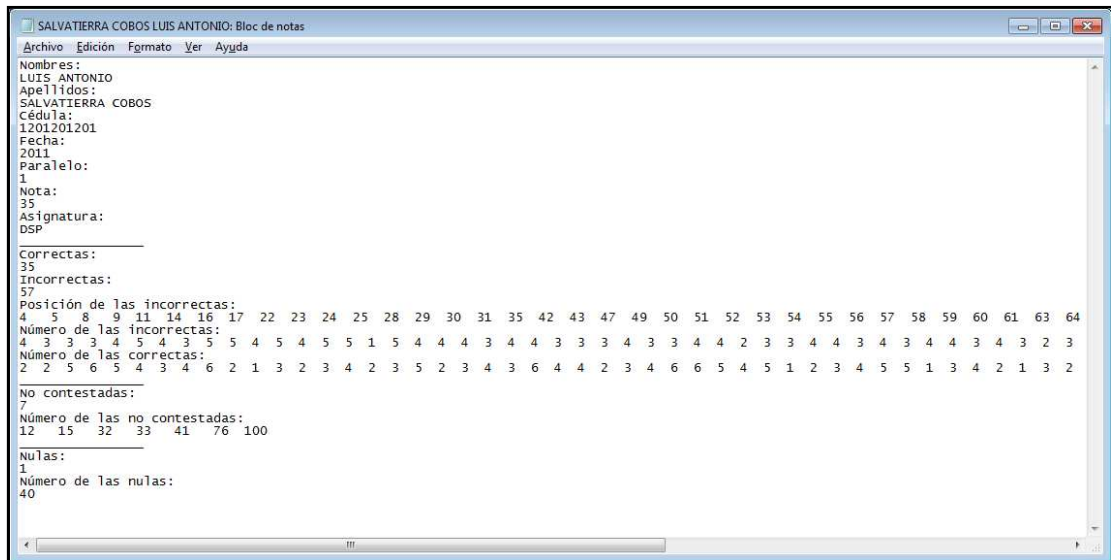 SALVATIERRA COBOS LUIS ANTONIO: Bloc de notas
Archivo Edición Formato Ver Ayuda
Nombres:
LUIS ANTONIO
Apellidos:
SALVATIERRA COBOS
Cédula:
1201201201
Fecha:
2011
Paralelo:
1
Nota:
35
Asignatura:
DSP
Correctas:
35
Incorrectas:
57
Posición de las incorrectas:
4 5 8 9 11 14 16 17 22 23 24 25 28 29 30 31 35 42 43 47 49 50 51 52 53 54 55 56 57 58 59 60 61 63 64
Número de las incorrectas:
4 3 3 3 4 5 4 3 5 5 4 5 4 5 5 1 5 4 4 4 3 4 4 3 3 3 4 3 3 4 4 2 3 3 4 4 3 4 3 4 4 3 4 3 2 3
Número de las correctas:
2 2 5 6 5 4 3 4 6 2 1 3 2 3 4 2 3 5 2 3 4 3 6 4 4 2 3 4 6 6 5 4 5 1 2 3 4 5 5 1 3 4 2 1 3 2
No contestadas:
7
Número de las no contestadas:
12 15 32 33 41 76 100
Nulas:
1
Número de las nulas:
40